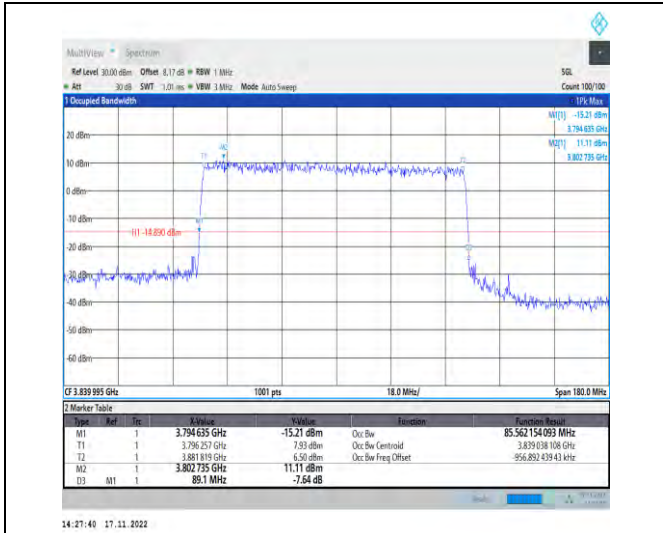 MultiView Spectrum
Ref Level 30.00 dBm Offset 8.17 dB RBW 1 MHz SGL
Att 30 dB SWT 1.01 ms VBW 3 MHz Mode Auto Sweep Count 100/100
1 Occupied Bandwidth 1Pk Max
M1[1] -15.21 dBm
3.794 635 GHz
20 dBm
M2[1] 11.11 dBm
3.802 735 GHz
M2
T1
10 dBm
0 dBm
-10 dBm
M1
H1 -14.890 dBm
-20 dBm
-30 dBm
-40 dBm
-50 dBm
-60 dBm
CF 3.839 995 GHz 1001 pts 18.0 MHz/ Span 180.0 MHz
2 Marker Table
Type Ref Trc X-Value Y-Value Function Function Result
M1 1 3.794 635 GHz -15.21 dBm Occ Bw 85.562 154 093 MHz
T1 1 3.796 257 GHz 7.93 dBm Occ Bw Centroid 3.839 038 108 GHz
T2 1 3.881 819 GHz 6.50 dBm Occ Bw Freq Offset -956.892 439 43 kHz
M2 1 3.802 735 GHz 11.11 dBm
D3 M1 1 89.1 MHz -7.64 dB
14:27:40 17.11.2022